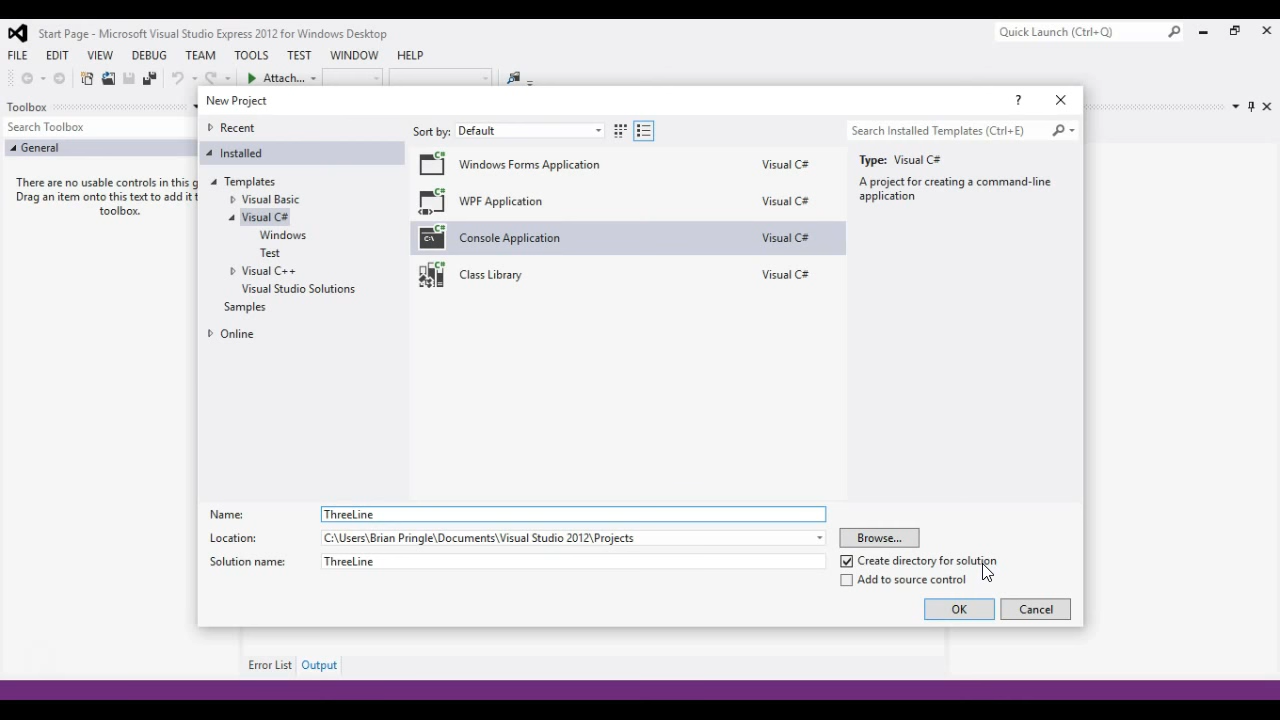 Start Page - Microsoft Visual Studio Express 2012 for Windows Desktop
Quick Launch (Ctrl+Q)
FILE EDIT VIEW DEBUG TEAM TOOLS TEST WINDOW HELP
Attach...
Toolbox
Search Toolbox
General
There are no usable controls in this g
Drag an item onto this text to add it t
toolbox.
New Project
?
Recent
Installed
Templates
Visual Basic
Visual C#
Windows
Test
Visual C++
Visual Studio Solutions
Samples
Online
Sort by: Default
Windows Forms Application Visual C#
WPF Application Visual C#
Console Application Visual C#
Class Library Visual C#
Search Installed Templates (Ctrl+E)
Type: Visual C#
A project for creating a command-line
application
Name: ThreeLine
Location: C:\Users\Brian Pringle\Documents\Visual Studio 2012\Projects
Browse...
Solution name: ThreeLine
Create directory for solution
Add to source control
OK Cancel
Error List Output